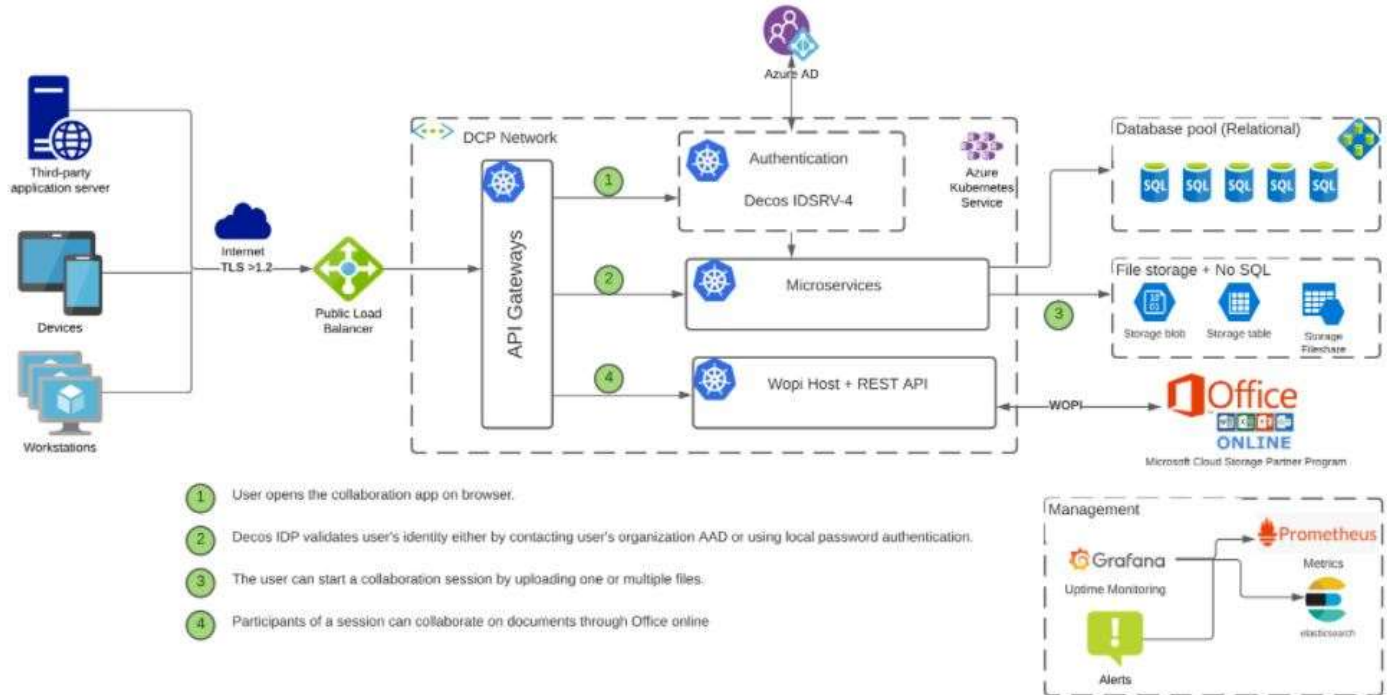 Azure AD
DCP Network
Third-party
application server
Internet
TLS >1.2
Devices
Workstations
Public Load
Balancer
API Gateways
1
Authentication
Decos IDSRV-4
Azure
Kubernetes
Service
2
Microservices
4
Wopi Host + REST API
Database pool (Relational)
SQL SQL SQL SQL SQL
File storage + No SQL
3
Storage blob
Storage table
Storage
Fileshare
WOPI
Office
ONLINE
Microsoft Cloud Storage Partner Program
1 User opens the collaboration app on browser.
2 Decos IDP validates user's identity either by contacting user's organization AAD or using local password authentication.
3 The user can start a collaboration session by uploading one or multiple files.
4 Participants of a session can collaborate on documents through Office online
Management
Grafana
Uptime Monitoring
Prometheus
Metrics
elasticsearch
Alerts